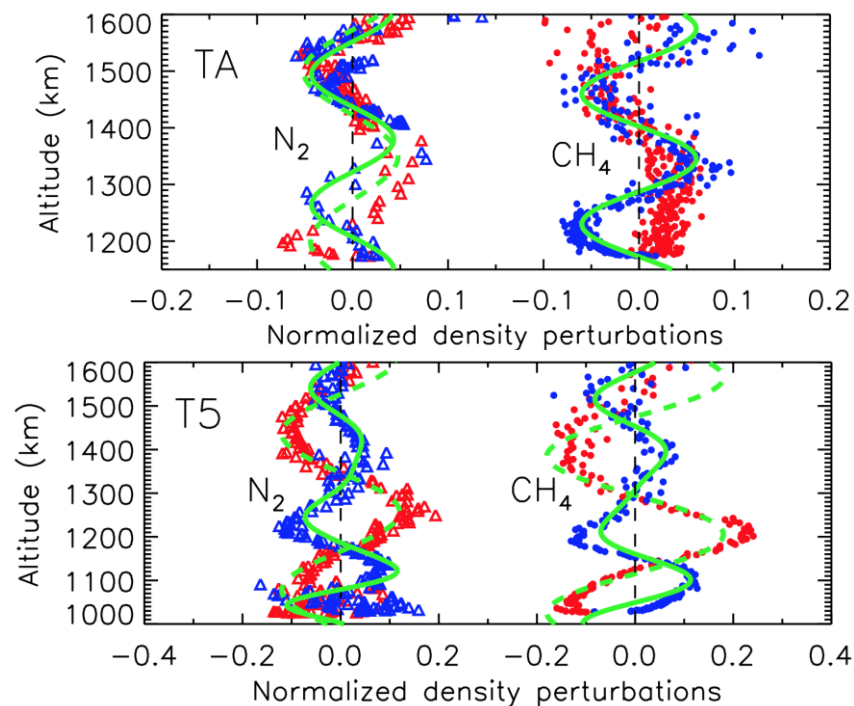 1600
1500
1400
1300
1200
Altitude (km)
TA
N₂
CH₄
−0.2 −0.1 0.0 0.1 −0.1 0.0 0.1 0.2
Normalized density perturbations
1600
1500
1400
1300
1200
1100
1000
Altitude (km)
T5
N₂
CH₄
−0.4 −0.2 0.0 0.2 −0.2 0.0 0.2 0.4
Normalized density perturbations